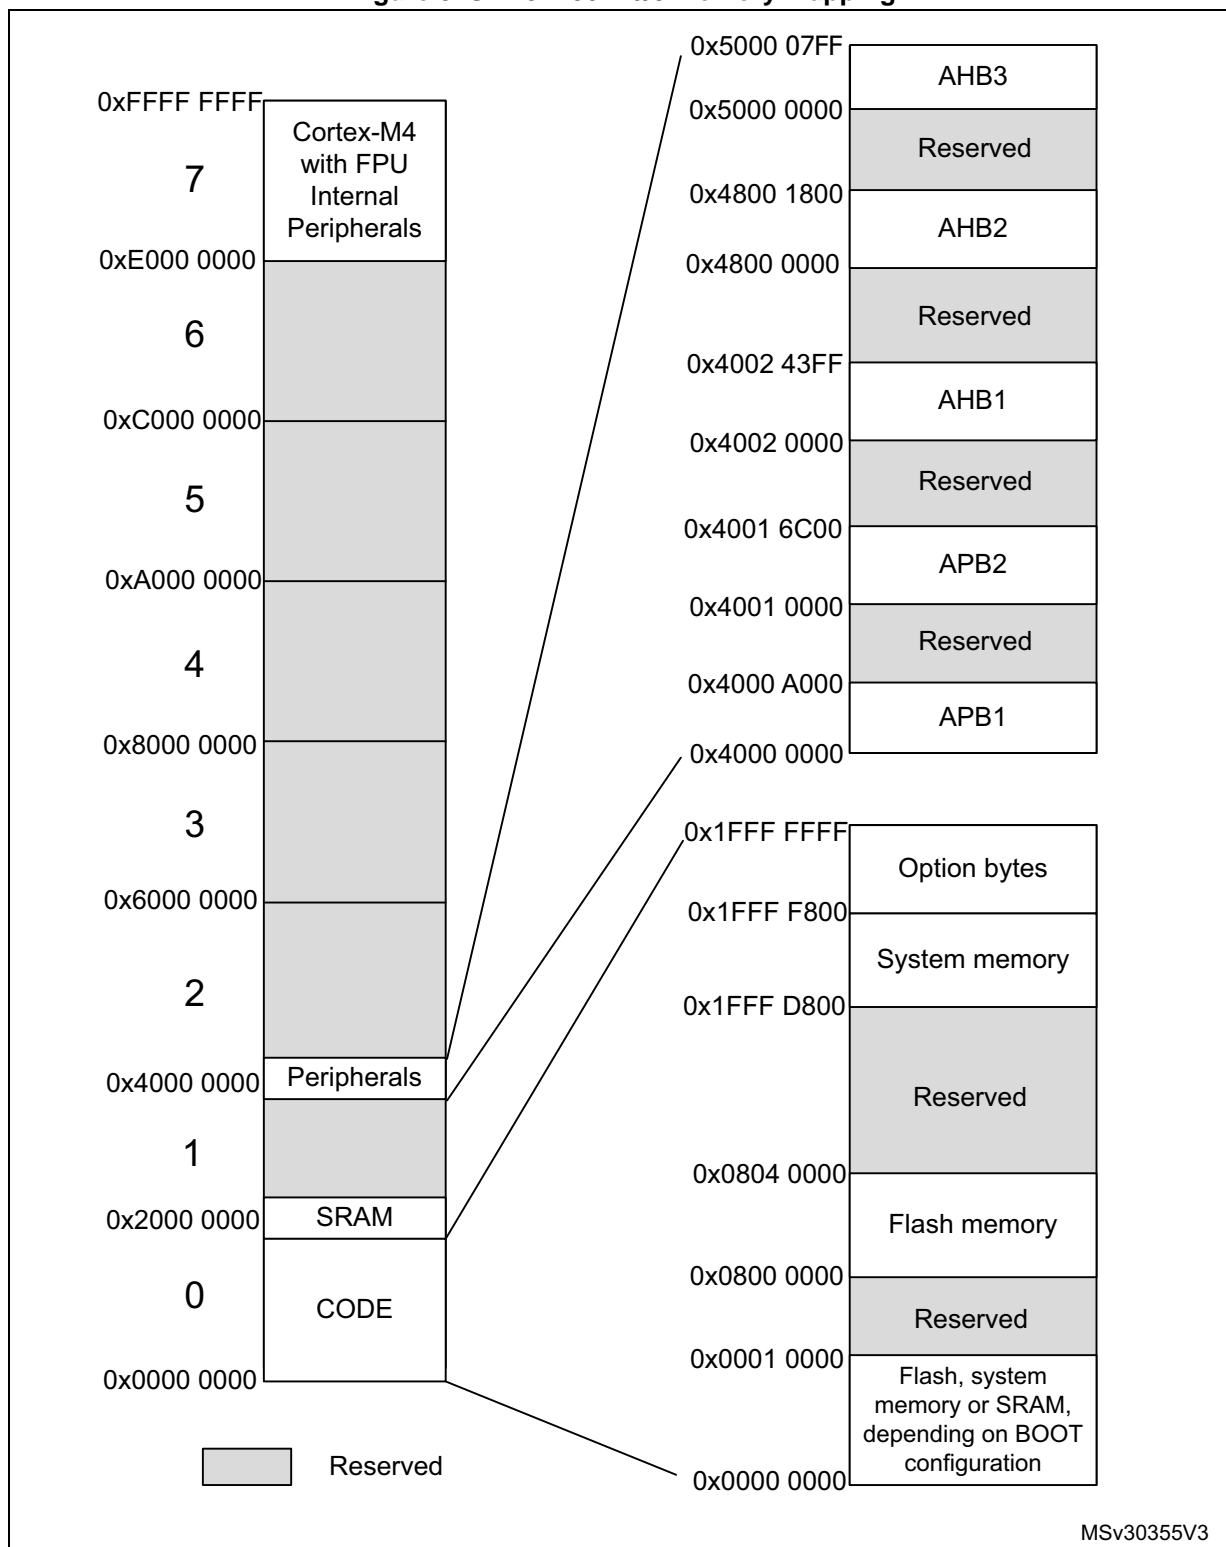 0xFFFF FFFF
7
Cortex-M4
with FPU
Internal
Peripherals
0xE000 0000
6
0xC000 0000
5
0xA000 0000
4
0x8000 0000
3
0x6000 0000
2
0x4000 0000
Peripherals
1
0x2000 0000
SRAM
0
CODE
0x0000 0000
Reserved
0x5000 07FF
AHB3
0x5000 0000
Reserved
0x4800 1800
AHB2
0x4800 0000
Reserved
0x4002 43FF
AHB1
0x4002 0000
Reserved
0x4001 6C00
APB2
0x4001 0000
Reserved
0x4000 A000
APB1
0x4000 0000
0x1FFF FFFF
Option bytes
0x1FFF F800
System memory
0x1FFF D800
Reserved
0x0804 0000
Flash memory
0x0800 0000
Reserved
0x0001 0000
Flash, system
memory or SRAM,
depending on BOOT
configuration
0x0000 0000
MSv30355V3